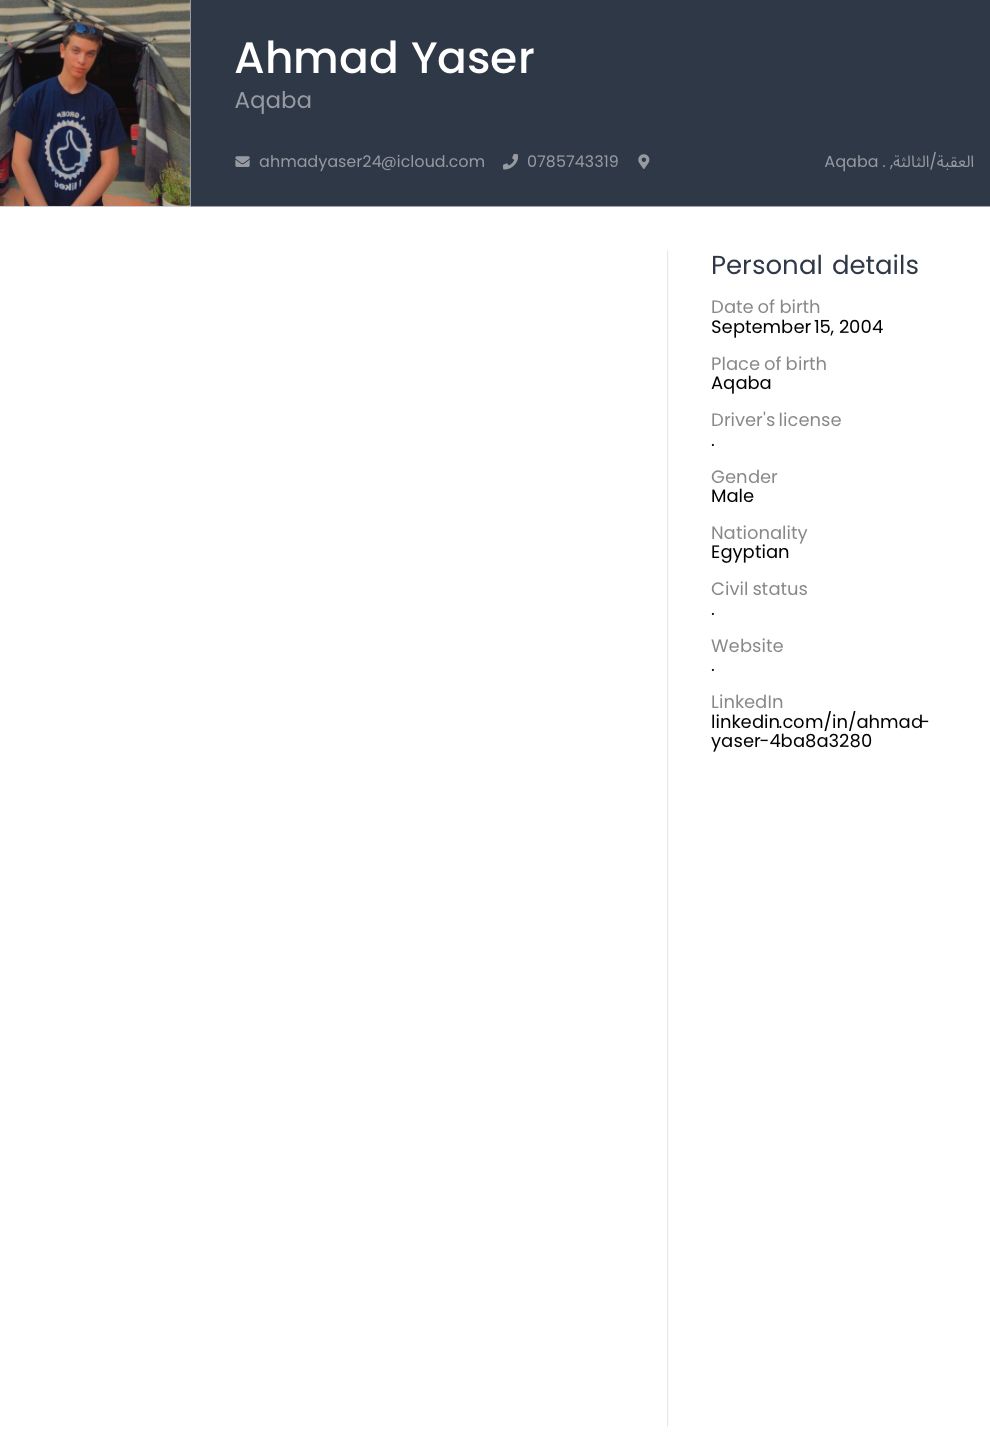 Ahmad Yaser
Aqaba
ahmadyaser24@icloud.com 0785743319 العقبة/الثالثة, . Aqaba
Personal details
Date of birth
September 15, 2004
Place of birth
Aqaba
Driver's license
.
Gender
Male
Nationality
Egyptian
Civil status
.
Website
.
LinkedIn
linkedin.com/in/ahmad-
yaser-4ba8a3280
A GROEP
I liked